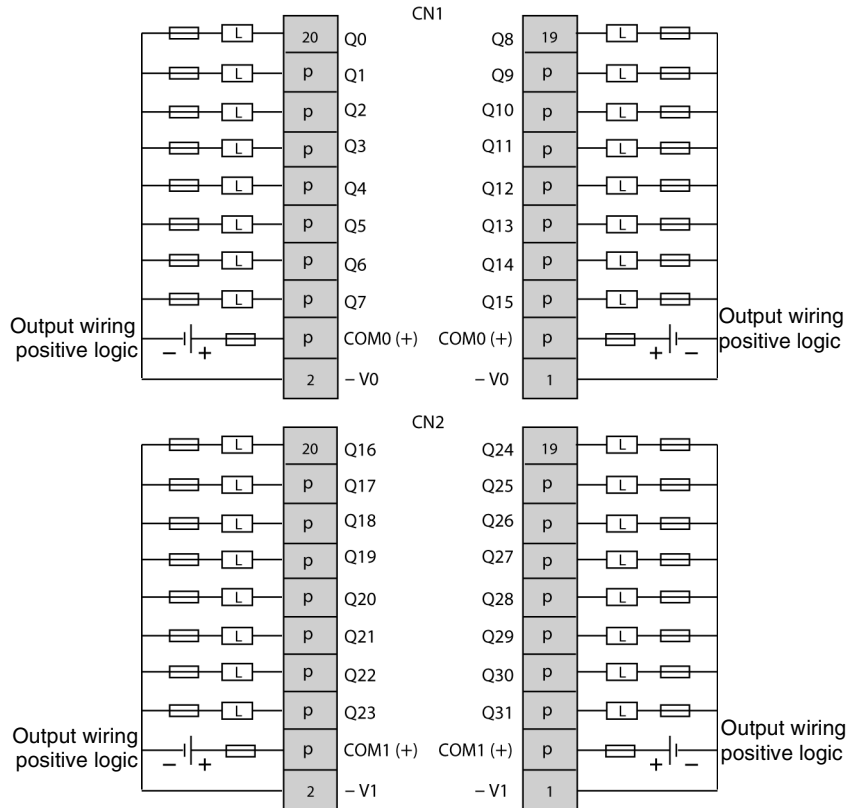 CN1
L 20 Q0 Q8 19 L
L p Q1 Q9 p L
L p Q2 Q10 p L
L p Q3 Q11 p L
L p Q4 Q12 p L
L p Q5 Q13 p L
L p Q6 Q14 p L
L p Q7 Q15 p L
Output wiring
positive logic
– + p COM0 (+) COM0 (+) p + –
Output wiring
positive logic
2 – V0 – V0 1
CN2
L 20 Q16 Q24 19 L
L p Q17 Q25 p L
L p Q18 Q26 p L
L p Q19 Q27 p L
L p Q20 Q28 p L
L p Q21 Q29 p L
L p Q22 Q30 p L
L p Q23 Q31 p L
Output wiring
positive logic
– + p COM1 (+) COM1 (+) p + –
Output wiring
positive logic
2 – V1 – V1 1